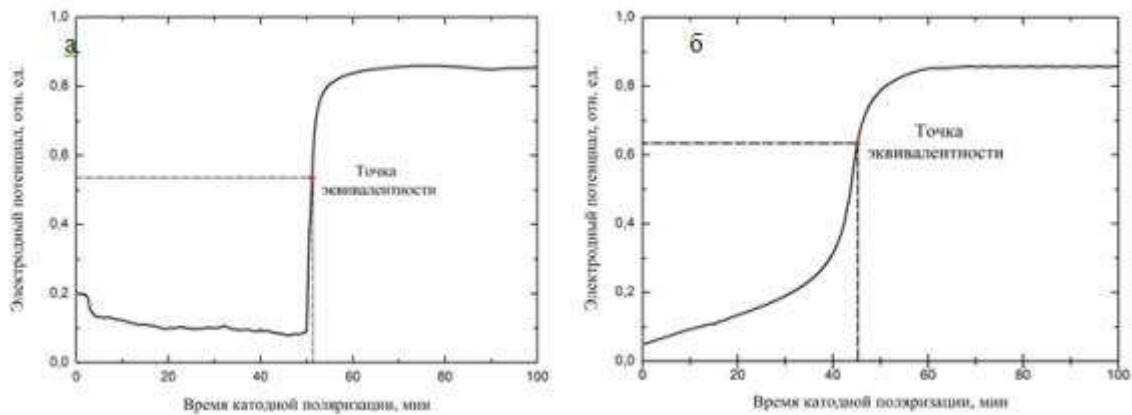 а
1,0
0,8
0,6
0,4
0,2
0,0
0 20 40 60 80 100
Электродный потенциал, отн. ед.
Время катодной поляризации, мин
Точка
эквивалентности
б
1,0
0,8
0,6
0,4
0,2
0,0
0 20 40 60 80 100
Электродный потенциал, отн. ед.
Время катодной поляризации, мин
Точка
эквивалентности